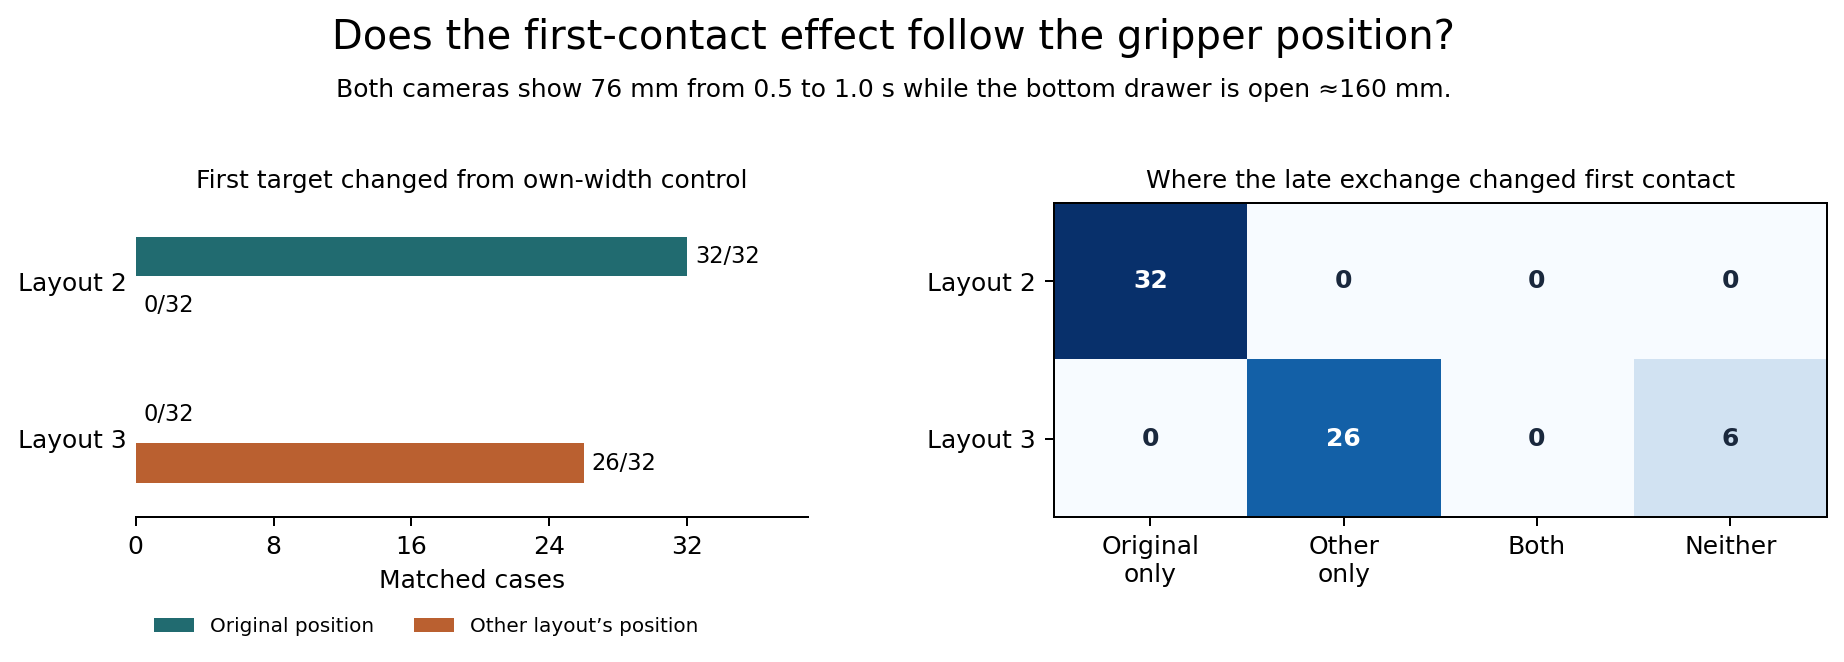 Does the first-contact effect follow the gripper position?
Both cameras show 76 mm from 0.5 to 1.0 s while the bottom drawer is open ≈160 mm.
First target changed from own-width control
Layout 2
32/32
0/32
Layout 3
0/32
26/32
0 8 16 24 32
Matched cases
Original position
Other layout’s position
Where the late exchange changed first contact
Layout 2
32 0 0 0
Layout 3
0 26 0 6
Original
only
Other
only
Both
Neither